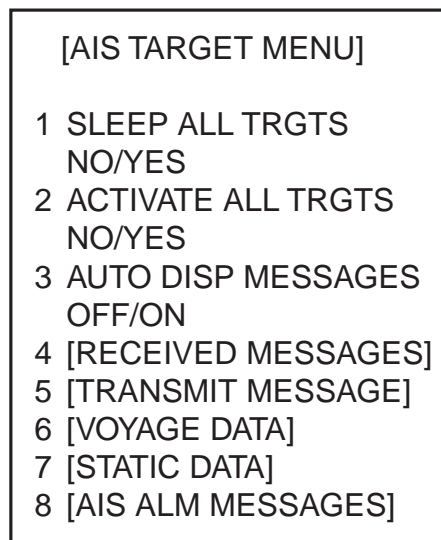 [AIS TARGET MENU]
1 SLEEP ALL TRGTS
NO/YES
2 ACTIVATE ALL TRGTS
NO/YES
3 AUTO DISP MESSAGES
OFF/ON
4 [RECEIVED MESSAGES]
5 [TRANSMIT MESSAGE]
6 [VOYAGE DATA]
7 [STATIC DATA]
8 [AIS ALM MESSAGES]